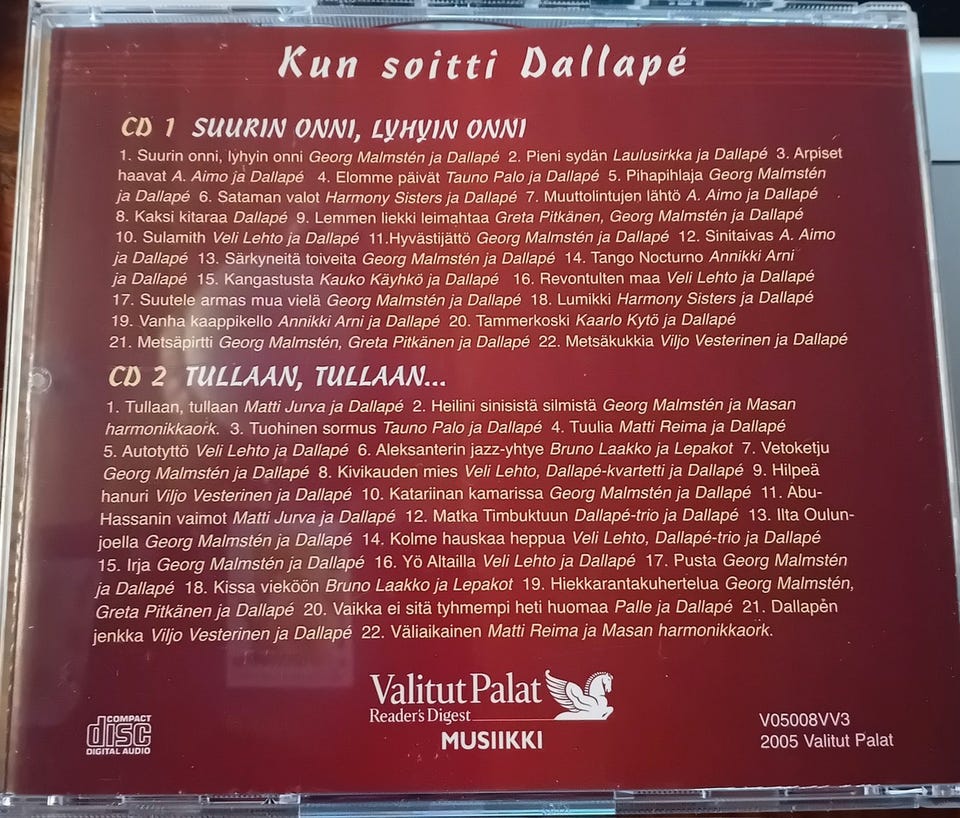 Kun soitti Dallapé
CD 1 SUURIN ONNI, LYHYIN ONNI
1. Suurin onni, lyhyin onni Georg Malmstén ja Dallapé 2. Pieni sydän Laulusirkka ja Dallapé 3. Arpiset
haavat A. Aimo ja Dallapé 4. Elomme päivät Tauno Palo ja Dallapé 5. Pihapihlaja Georg Malmstén
ja Dallapé 6. Sataman valot Harmony Sisters ja Dallapé 7. Muuttolintujen lähtö A. Aimo ja Dallapé
8. Kaksi kitaraa Dallapé 9. Lemmen liekki leimahtaa Greta Pitkänen, Georg Malmstén ja Dallapé
10. Sulamith Veli Lehto ja Dallapé 11.Hyvästijättö Georg Malmstén ja Dallapé 12. Sinitaivas A. Aimo
ja Dallapé 13. Särkyneitä toiveita Georg Malmstén ja Dallapé 14. Tango Nocturno Annikki Arni
ja Dallapé 15. Kangastusta Kauko Käyhkö ja Dallapé 16. Revontulten maa Veli Lehto ja Dallapé
17. Suutele armas mua vielä Georg Malmstén ja Dallapé 18. Lumikki Harmony Sisters ja Dallapé
19. Vanha kaappikello Annikki Arni ja Dallapé 20. Tammerkoski Kaarlo Kytö ja Dallapé
21. Metsäpirtti Georg Malmstén, Greta Pitkänen ja Dallapé 22. Metsäkukkia Viljo Vesterinen ja Dallapé
CD 2 TULLAAN, TULLAAN...
1. Tullaan, tullaan Matti Jurva ja Dallapé 2. Heilini sinisistä silmistä Georg Malmstén ja Masan
harmonikkaork. 3. Tuohinen sormus Tauno Palo ja Dallapé 4. Tuulia Matti Reima ja Dallapé
5. Autotyttö Veli Lehto ja Dallapé 6. Aleksanterin jazz-yhtye Bruno Laakko ja Lepakot 7. Vetoketju
Georg Malmstén ja Dallapé 8. Kivikauden mies Veli Lehto, Dallapé-kvartetti ja Dallapé 9. Hilpeä
hanuri Viljo Vesterinen ja Dallapé 10. Katariinan kamarissa Georg Malmstén ja Dallapé 11. Abu-
Hassanin vaimot Matti Jurva ja Dallapé 12. Matka Timbuktuun Dallapé-trio ja Dallapé 13. Ilta Oulun-
joella Georg Malmstén ja Dallapé 14. Kolme hauskaa heppua Veli Lehto, Dallapé-trio ja Dallapé
15. Irja Georg Malmstén ja Dallapé 16. Yö Altailla Veli Lehto ja Dallapé 17. Pusta Georg Malmstén
ja Dallapé 18. Kissa vieköön Bruno Laakko ja Lepakot 19. Hiekkarantakuhertelua Georg Malmstén,
Greta Pitkänen ja Dallapé 20. Vaikka ei sitä tyhmempi heti huomaa Palle ja Dallapé 21. Dallapén
jenkka Viljo Vesterinen ja Dallapé 22. Väliaikainen Matti Reima ja Masan harmonikkaork.
Valitut Palat
Reader's Digest
MUSIIKKI
COMPACT
disc
DIGITAL AUDIO
V05008VV3
2005 Valitut Palat